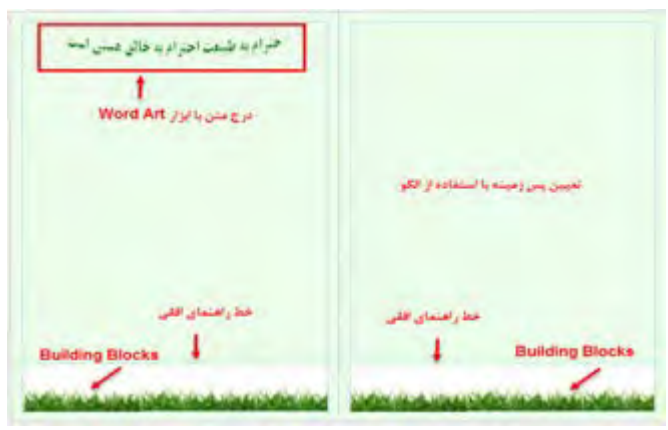 احترام به طبیعت احترام به خالق هستی است
درج متن با ابزار Word Art
تعیین پس زمینه با استفاده از الگو
خط راهنمای افقی
خط راهنمای افقی
Building Blocks
Building Blocks